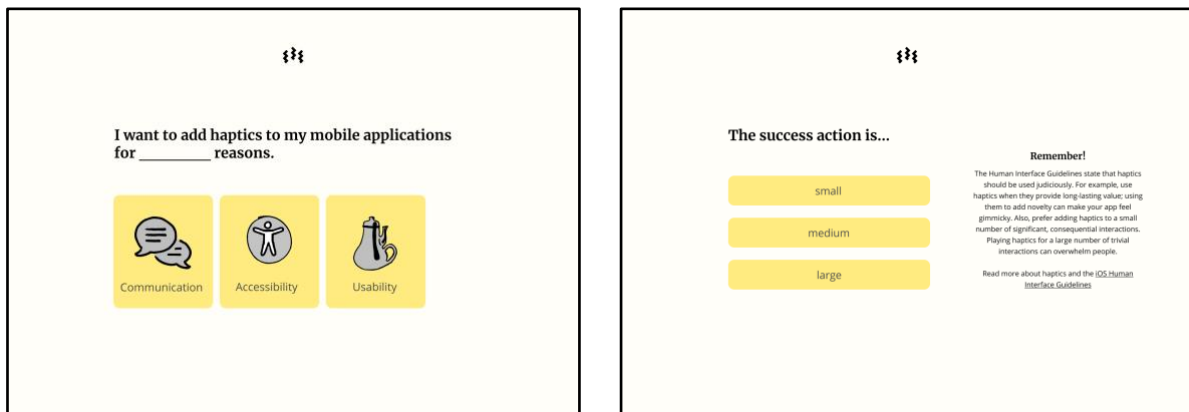 I want to add haptics to my mobile applications
for ________ reasons.
Communication
Accessibility
Usability
The success action is...
small
medium
large
Remember!
The Human Interface Guidelines state that haptics
should be used judiciously. For example, use
haptics when they provide long-lasting value; using
them to add novelty can make your app feel
gimmicky. Also, prefer adding haptics to a small
number of significant, consequential interactions.
Playing haptics for a large number of trivial
interactions can overwhelm people.
Read more about haptics and the iOS Human
Interface Guidelines